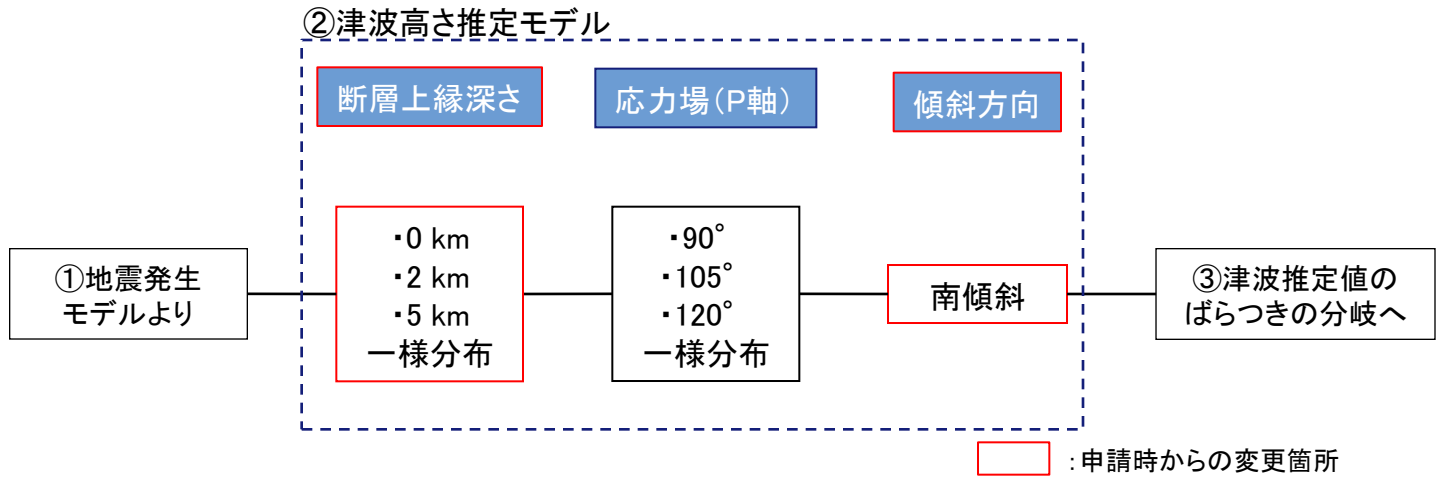 ②津波高さ推定モデル
断層上縁深さ
応力場(P軸)
傾斜方向
①地震発生
モデルより
・0 km
・2 km
・5 km
一様分布
・90°
・105°
・120°
一様分布
南傾斜
③津波推定値の
ばらつきの分岐へ
:申請時からの変更箇所